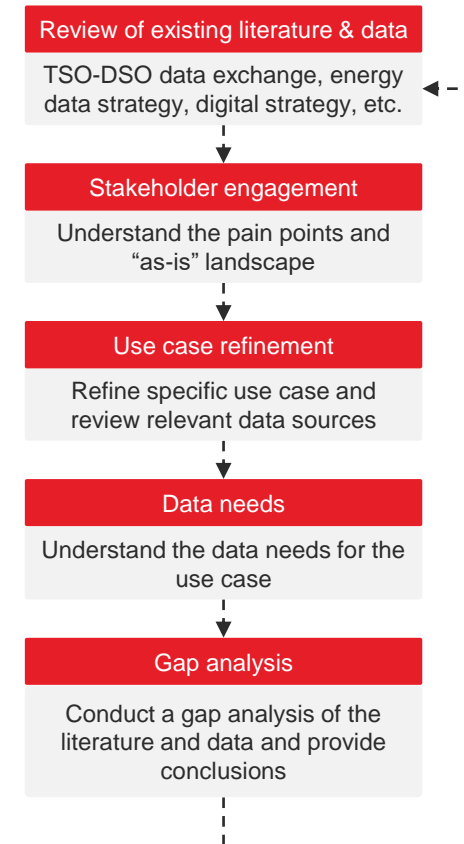 Review of existing literature & data
TSO-DSO data exchange, energy
data strategy, digital strategy, etc.
Stakeholder engagement
Understand the pain points and
“as-is” landscape
Use case refinement
Refine specific use case and
review relevant data sources
Data needs
Understand the data needs for the
use case
Gap analysis
Conduct a gap analysis of the
literature and data and provide
conclusions